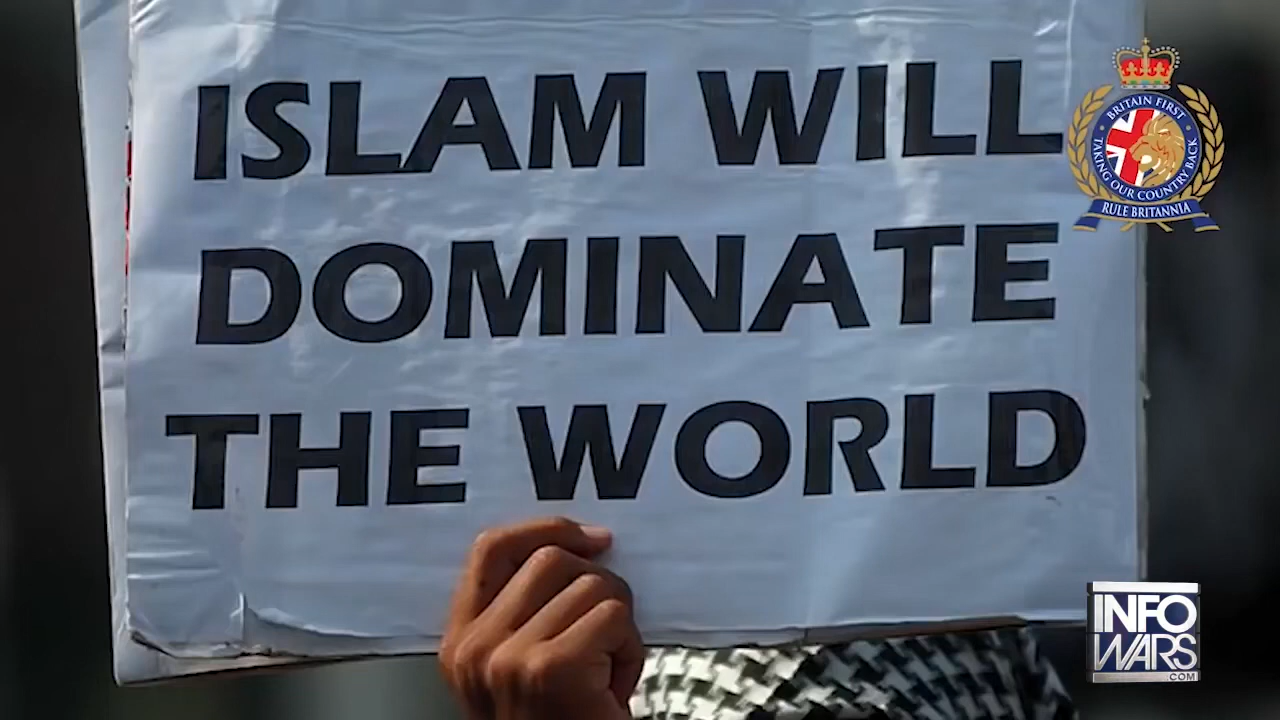 ISLAM WILL
DOMINATE
THE WORLD
BRITAIN FIRST
TAKING OUR COUNTRY BACK
RULE BRITANNIA
INFO
WARS
.COM